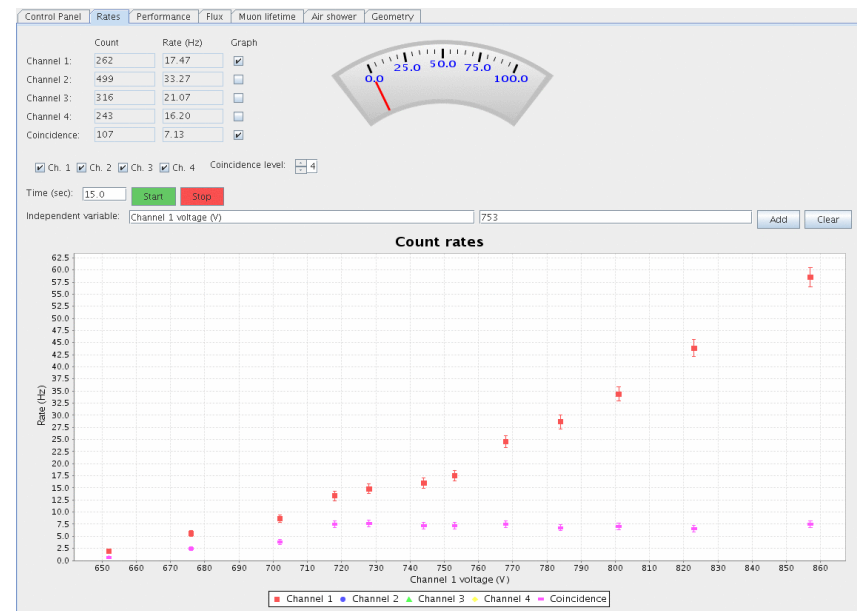 Control Panel Rates Performance Flux Muon lifetime Air shower Geometry
Count Rate (Hz) Graph
Channel 1: 262 17.47
Channel 2: 499 33.27
Channel 3: 316 21.07
Channel 4: 243 16.20
Coincidence: 107 7.13
0.0 25.0 50.0 75.0 100.0
Ch. 1 Ch. 2 Ch. 3 Ch. 4 Coincidence level: 4
Time (sec): 15.0 Start Stop
Independent variable: Channel 1 voltage (V) 753 Add Clear
Count rates
62.5
60.0
57.5
55.0
52.5
50.0
47.5
45.0
42.5
40.0
37.5
35.0
32.5
30.0
27.5
25.0
22.5
20.0
17.5
15.0
12.5
10.0
7.5
5.0
2.5
0.0
Rate (Hz)
650 660 670 680 690 700 710 720 730 740 750 760 770 780 790 800 810 820 830 840 850 860
Channel 1 voltage (V)
Channel 1 Channel 2 Channel 3 Channel 4 Coincidence